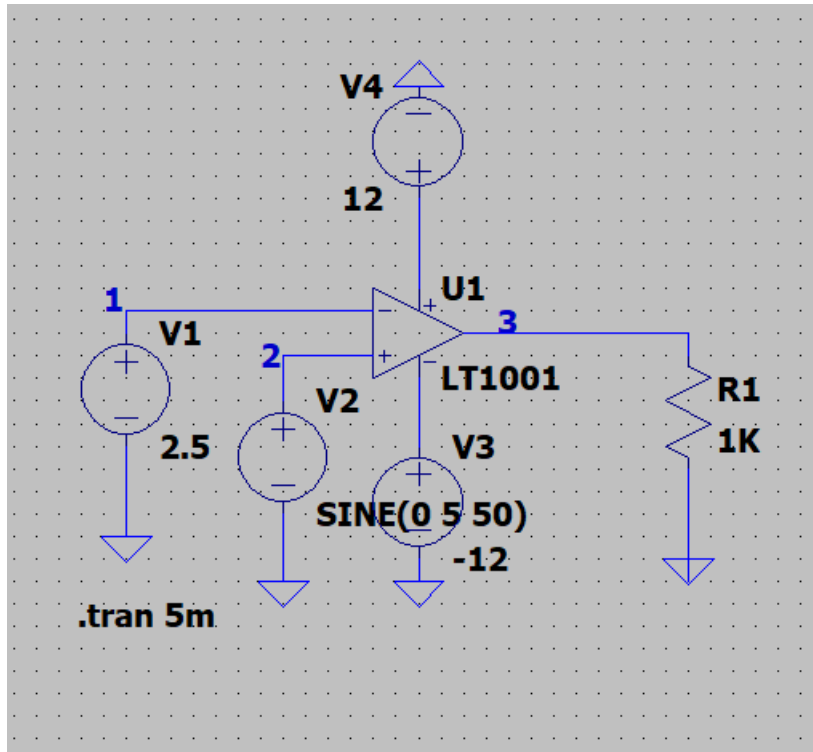 V4
12
U1
1
3
V1
2
LT1001
V2
R1
2.5
V3
1K
SINE(0 5 50)
-12
.tran 5m